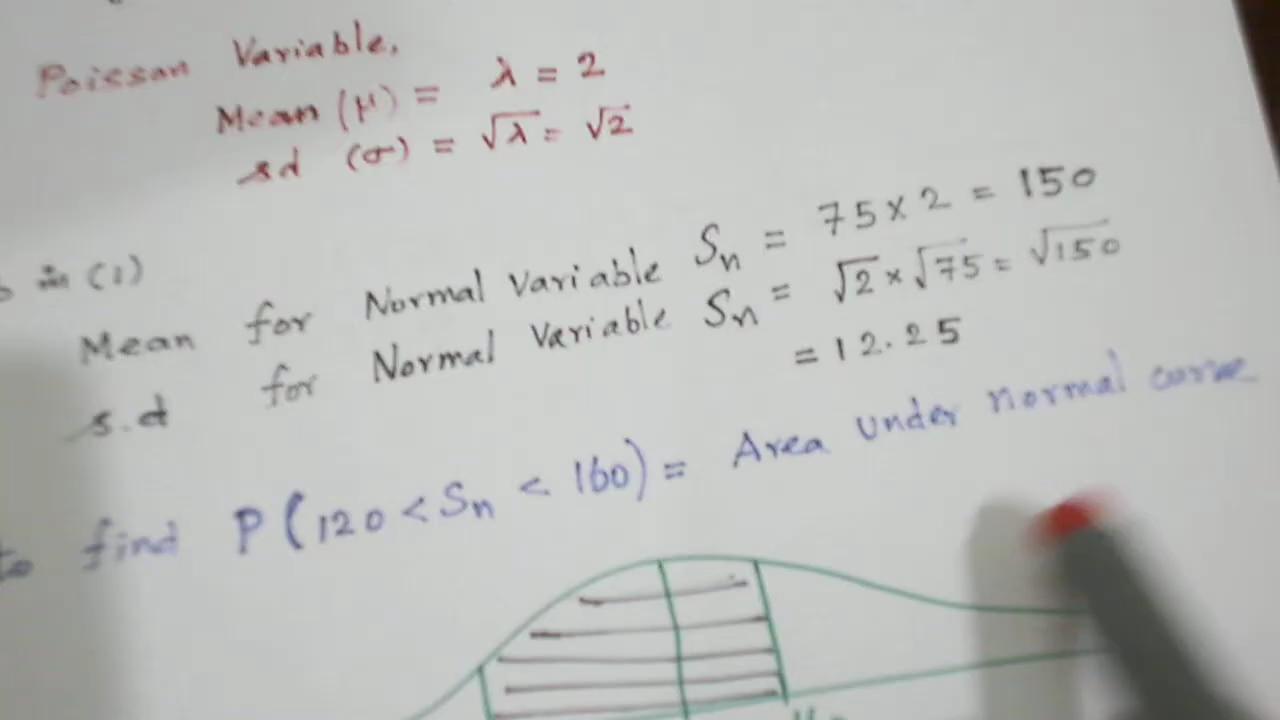 Poisson Variable,
Mean (μ) = λ = 2
sd (σ) = √λ = √2
in (1)
Mean for Normal Variable Sn = 75 × 2 = 150
s.d for Normal Variable Sn = √2 × √75 = √150
= 12.25
to find P(120 < Sn < 160) = Area under normal curve